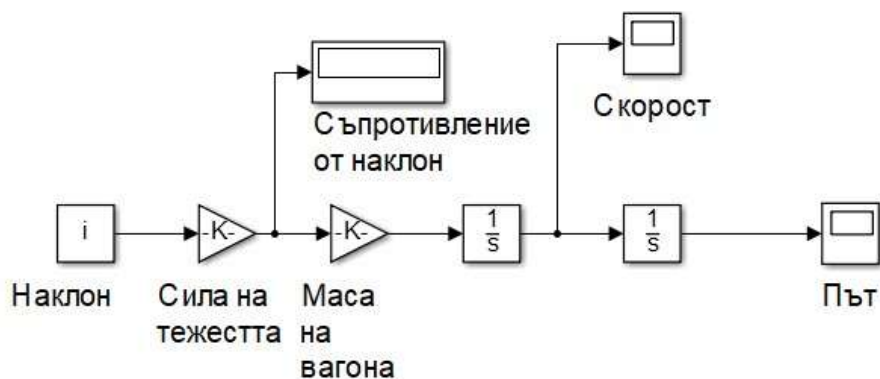 Скорост
Съпротивление
от наклон
i
-K-
-K-
1
s
1
s
Наклон
Сила на
тежестта
Маса
на
вагона
Път